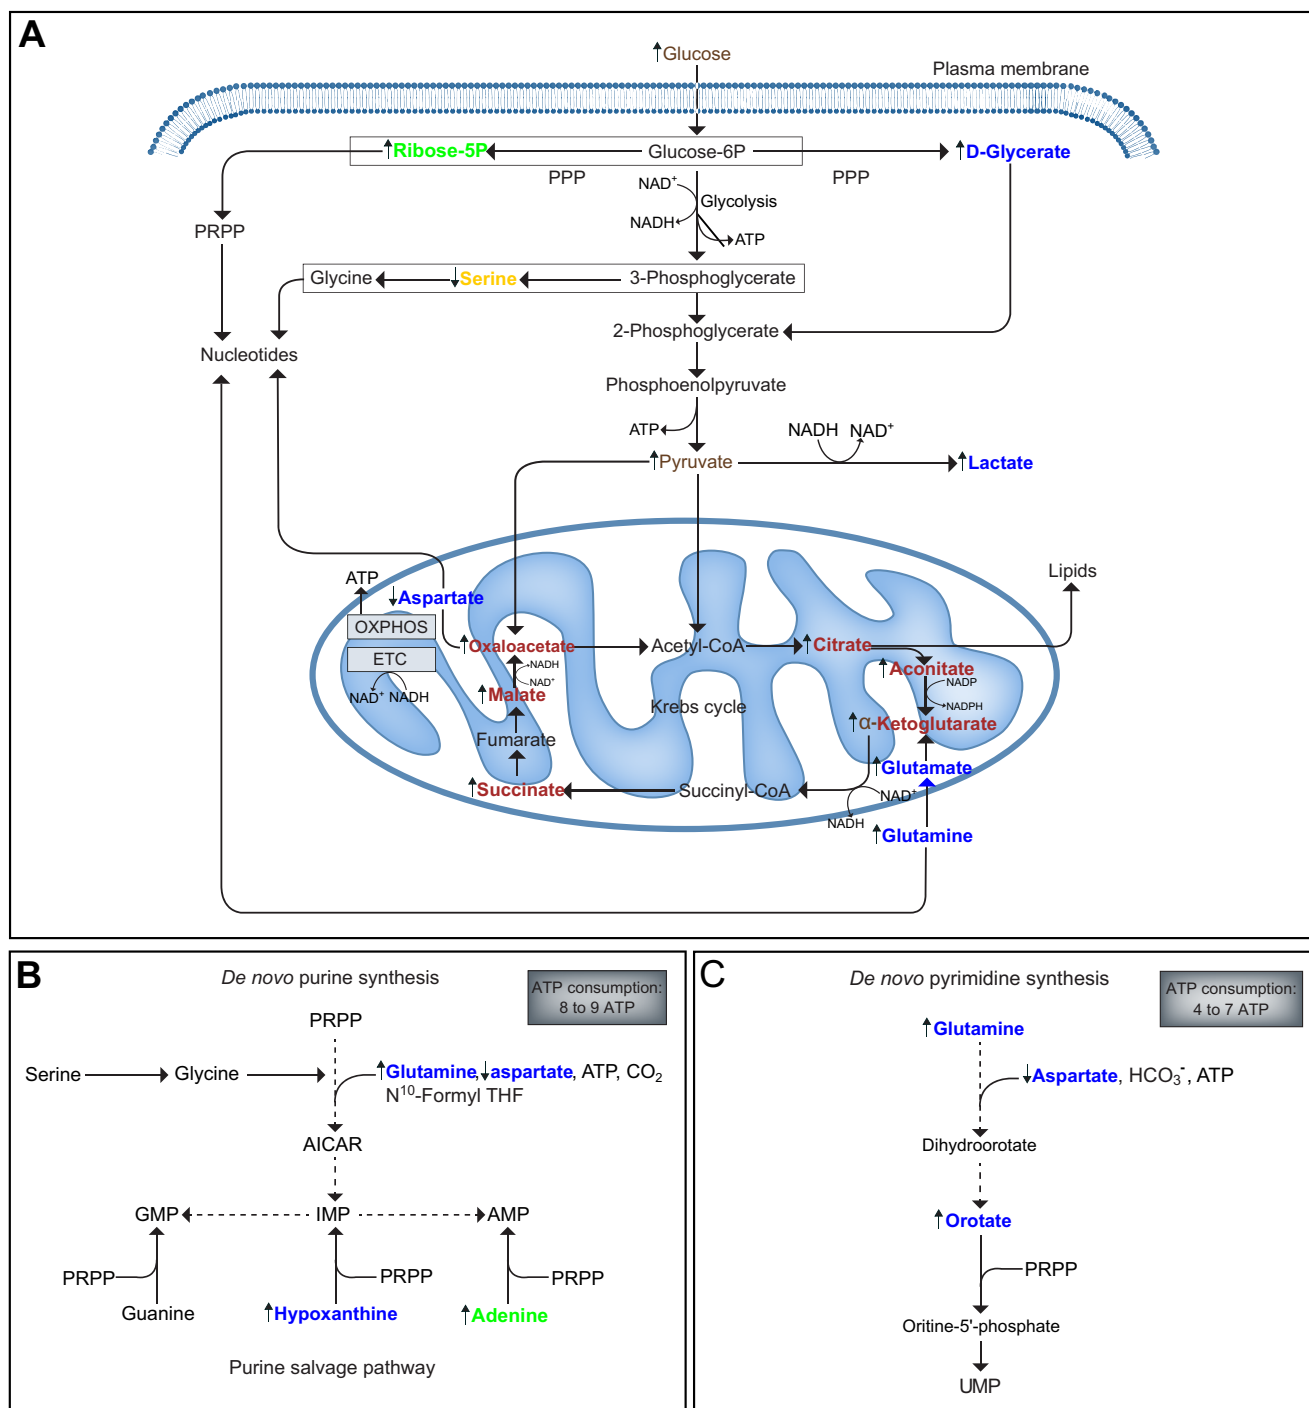 A
↑Glucose
Plasma membrane
↑Ribose-5P
Glucose-6P
↑D-Glycerate
PPP
PPP
NAD⁺
Glycolysis
NADH
ATP
PRPP
Glycine
↓Serine
3-Phosphoglycerate
2-Phosphoglycerate
Nucleotides
Phosphoenolpyruvate
ATP
NADH
NAD⁺
↑Pyruvate
↑Lactate
Lipids
ATP
↓Aspartate
OXPHOS
↑Oxaloacetate
Acetyl-CoA
↑Citrate
ETC
NADH
↑Aconitate
NAD⁺
NADP
NAD⁺ NADH
↑Malate
NADPH
Krebs cycle
↑α-Ketoglutarate
Fumarate
↑Glutamate
↑Succinate
Succinyl-CoA
NAD⁺
NADH
↑Glutamine
B
De novo purine synthesis
ATP consumption:
8 to 9 ATP
PRPP
Serine
Glycine
↑Glutamine, ↓aspartate, ATP, CO₂
N¹⁰-Formyl THF
AICAR
GMP
IMP
AMP
PRPP
PRPP
PRPP
Guanine
↑Hypoxanthine
↑Adenine
Purine salvage pathway
C
De novo pyrimidine synthesis
ATP consumption:
4 to 7 ATP
↑Glutamine
↓Aspartate, HCO₃⁻, ATP
Dihydroorotate
↑Orotate
PRPP
Oritine-5'-phosphate
UMP